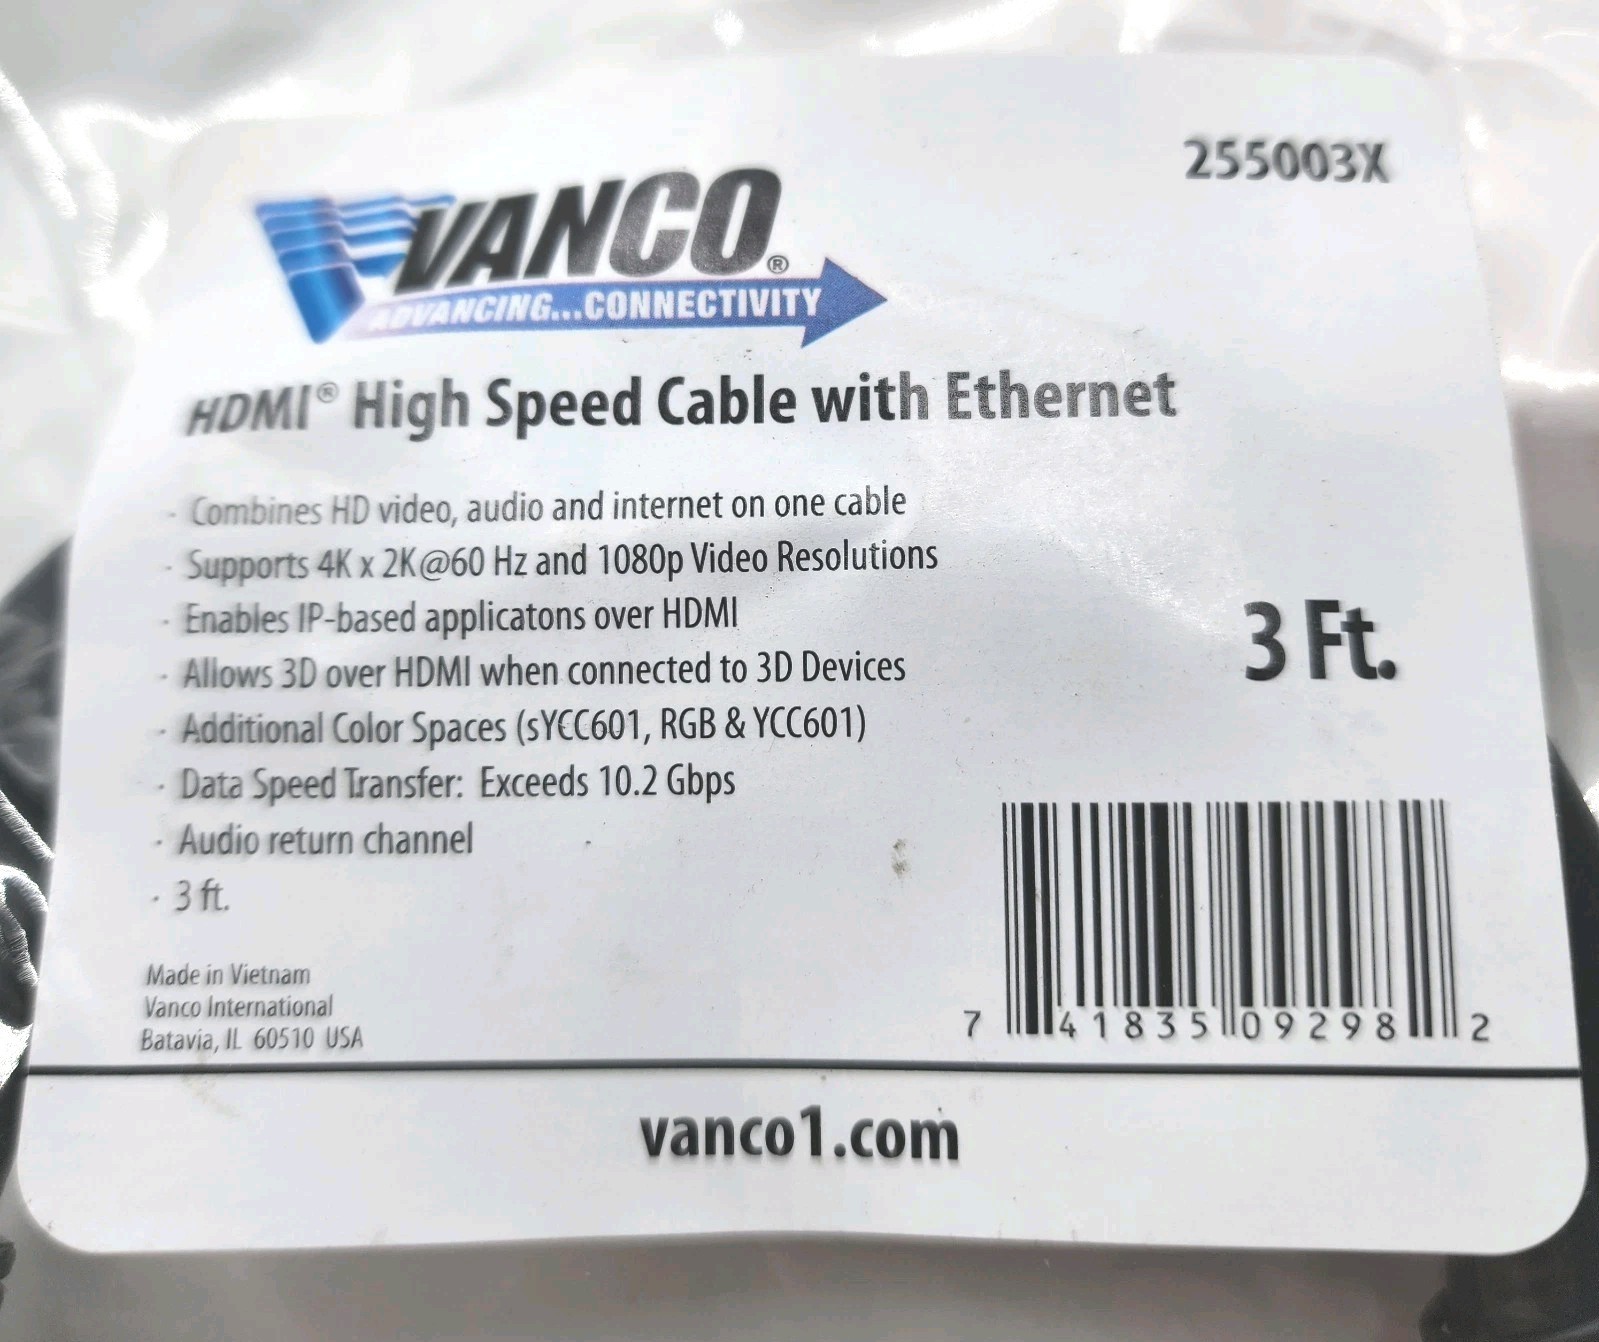 255003X
VANCO®
ADVANCING...CONNECTIVITY
HDMI® High Speed Cable with Ethernet
· Combines HD video, audio and internet on one cable
· Supports 4K x 2K@60 Hz and 1080p Video Resolutions
· Enables IP-based applicatons over HDMI
· Allows 3D over HDMI when connected to 3D Devices
· Additional Color Spaces (sYCC601, RGB & YCC601)
· Data Speed Transfer: Exceeds 10.2 Gbps
· Audio return channel
· 3 ft.
3 Ft.
Made in Vietnam
Vanco International
Batavia, IL 60510 USA
7 41835 09298 2
vanco1.com